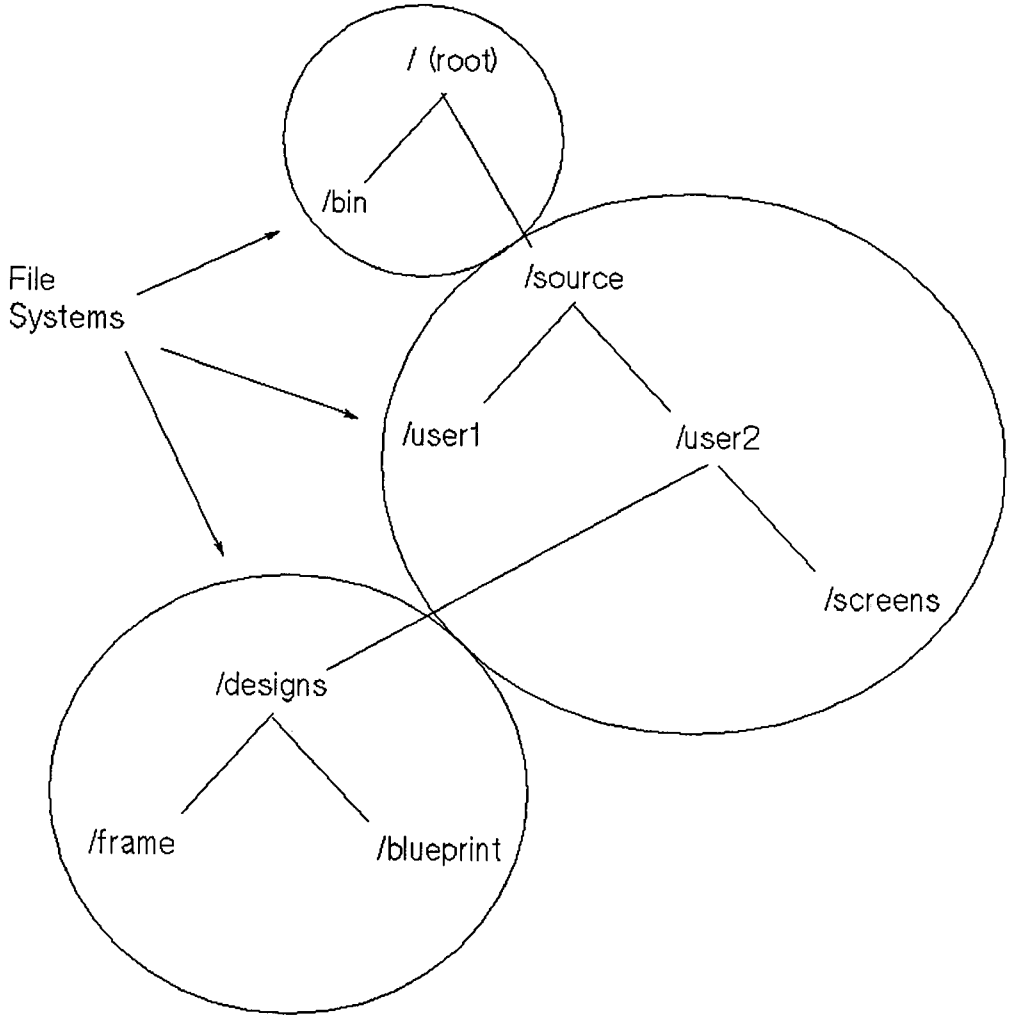 / (root)
/bin
File
Systems
/source
/user1
/user2
/screens
/designs
/frame
/blueprint